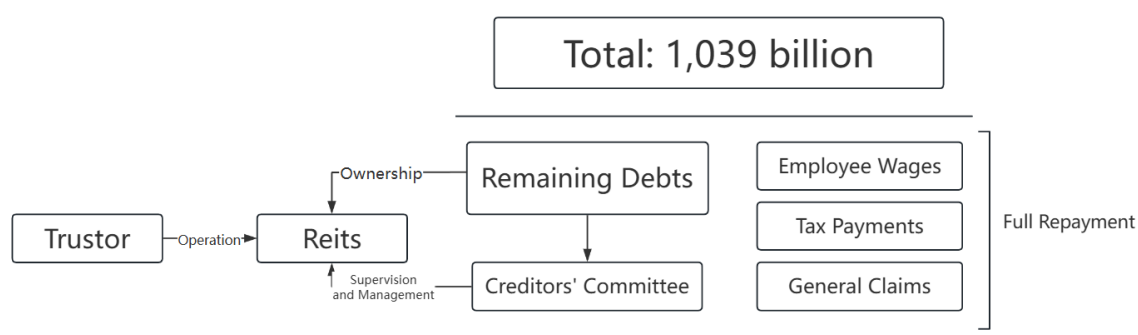 Total: 1,039 billion
Ownership
Remaining Debts
Employee Wages
Trustor
Operation
Reits
Tax Payments
Full Repayment
Supervision
and Management
Creditors' Committee
General Claims